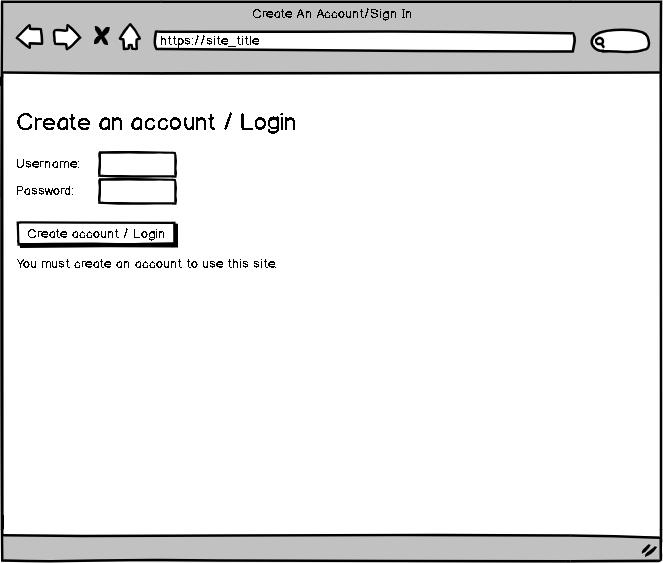 Create An Account/Sign In
https://site_title
Create an account / Login
Username:
Password:
Create account / Login
You must create an account to use this site.